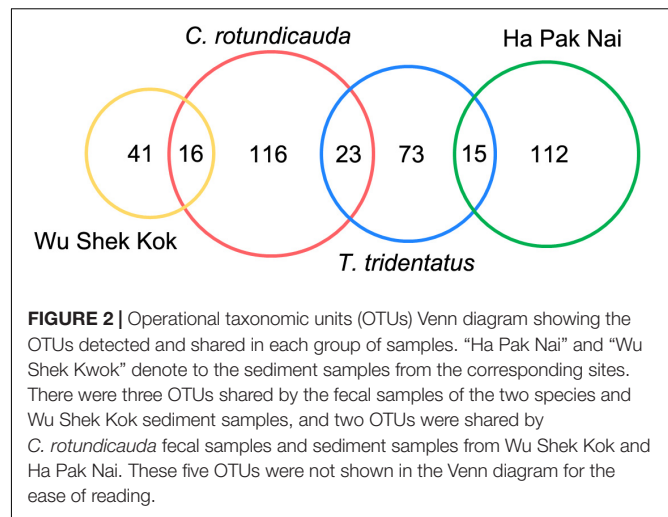 C. rotundicauda
Ha Pak Nai
41 16 116 23 73 15 112
Wu Shek Kok
T. tridentatus
FIGURE 2 | Operational taxonomic units (OTUs) Venn diagram showing the
OTUs detected and shared in each group of samples. “Ha Pak Nai” and “Wu
Shek Kwok” denote to the sediment samples from the corresponding sites.
There were three OTUs shared by the fecal samples of the two species and
Wu Shek Kok sediment samples, and two OTUs were shared by
C. rotundicauda fecal samples and sediment samples from Wu Shek Kok and
Ha Pak Nai. These five OTUs were not shown in the Venn diagram for the
ease of reading.